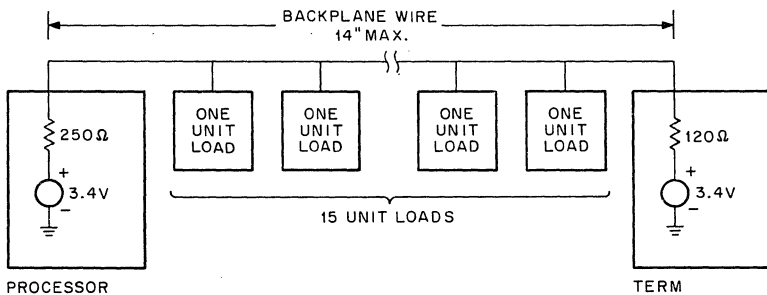 BACKPLANE WIRE
14" MAX.
250Ω
+
3.4V
−
ONE
UNIT
LOAD
ONE
UNIT
LOAD
ONE
UNIT
LOAD
ONE
UNIT
LOAD
120Ω
+
3.4V
−
15 UNIT LOADS
PROCESSOR
TERM